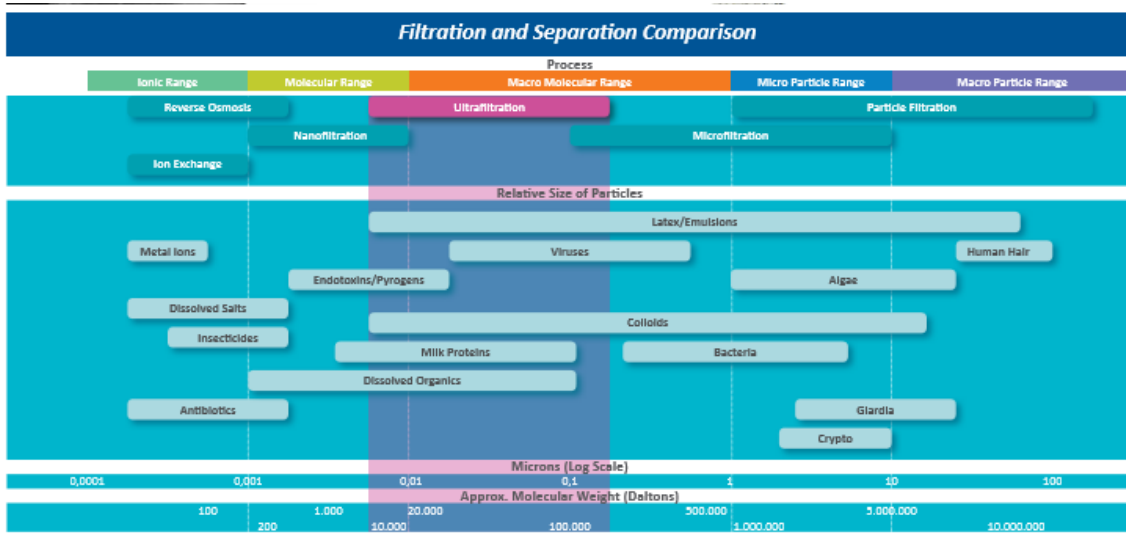 Filtration and Separation Comparison
Process
Ionic Range Molecular Range Macro Molecular Range Micro Particle Range Macro Particle Range
Reverse Osmosis Ultrafiltration Particle Filtration
Nanofiltration Microfiltration
Ion Exchange
Relative Size of Particles
Latex/Emulsions
Metal Ions Viruses Human Hair
Endotoxins/Pyrogens Algae
Dissolved Salts
Colloids
Insecticides
Milk Proteins Bacteria
Dissolved Organics
Antibiotics Giardia
Crypto
Microns (Log Scale)
0,0001 0,001 0,01 0,1 1 10 100
Approx. Molecular Weight (Daltons)
100 1.000 20.000 500.000 5.000.000
200 10.000 100.000 1.000.000 10.000.000